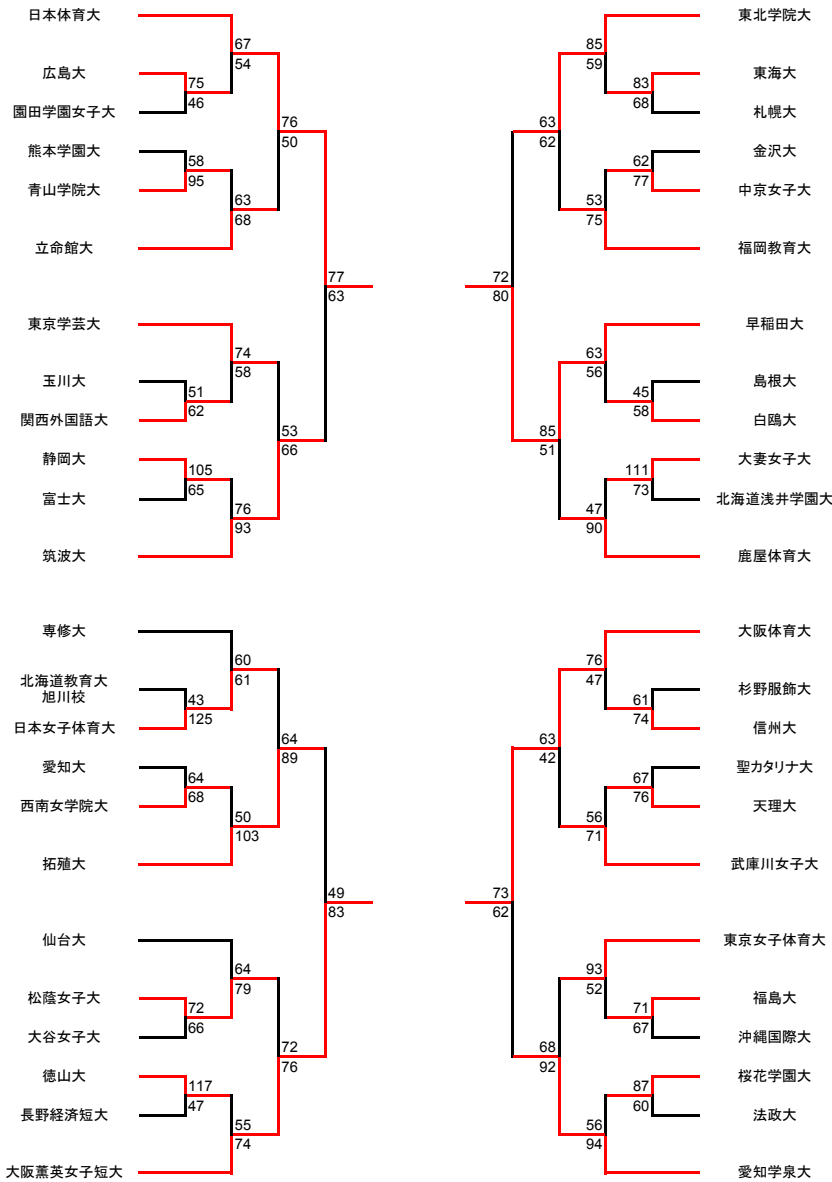 日本体育大
67
54
広島大
75
46
園田学園女子大
76
50
熊本学園大
58
95
青山学院大
63
68
立命館大
77
63
東京学芸大
74
58
玉川大
51
62
関西外国語大
53
66
静岡大
105
65
富士大
76
93
筑波大
専修大
60
61
北海道教育大
旭川校
43
125
日本女子体育大
64
89
愛知大
64
68
西南女学院大
50
103
拓殖大
49
83
仙台大
64
79
松蔭女子大
72
66
大谷女子大
72
76
徳山大
117
47
長野経済短大
55
74
大阪薫英女子短大
東北学院大
85
59
東海大
83
68
札幌大
63
62
金沢大
62
77
中京女子大
53
75
福岡教育大
72
80
早稲田大
63
56
島根大
45
58
白鴎大
85
51
大妻女子大
111
73
北海道浅井学園大
47
90
鹿屋体育大
大阪体育大
76
47
杉野服飾大
61
74
信州大
63
42
聖カタリナ大
67
76
天理大
56
71
武庫川女子大
73
62
東京女子体育大
93
52
福島大
71
67
沖縄国際大
68
92
桜花学園大
87
60
法政大
56
94
愛知学泉大